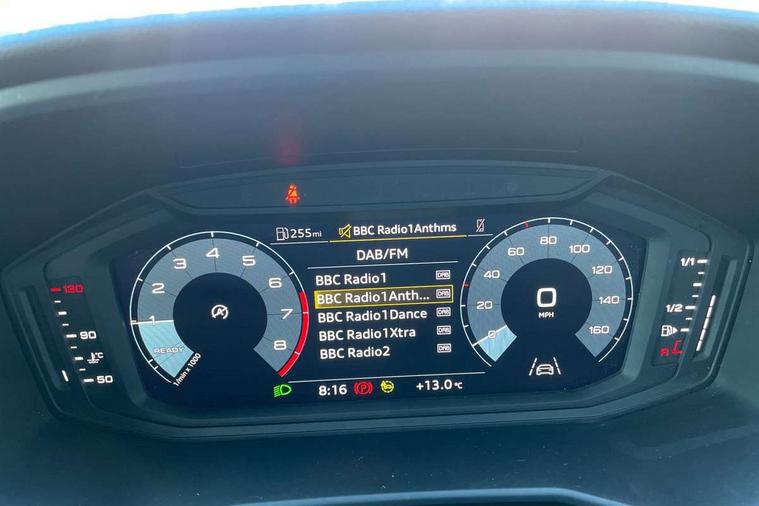 255mi BBC Radio1Anthms
DAB/FM
BBC Radio1 DAB
BBC Radio1Anth... DAB
BBC Radio1Dance DAB
BBC Radio1Xtra DAB
BBC Radio2 DAB
1 2 3 4 5 6 7 8
READY
1/min x 1000
A
0 20 40 60 80 100 120 140 160
0
MPH
130
90
°C
50
1/1
1/2
R
8:16 P +13.0°C